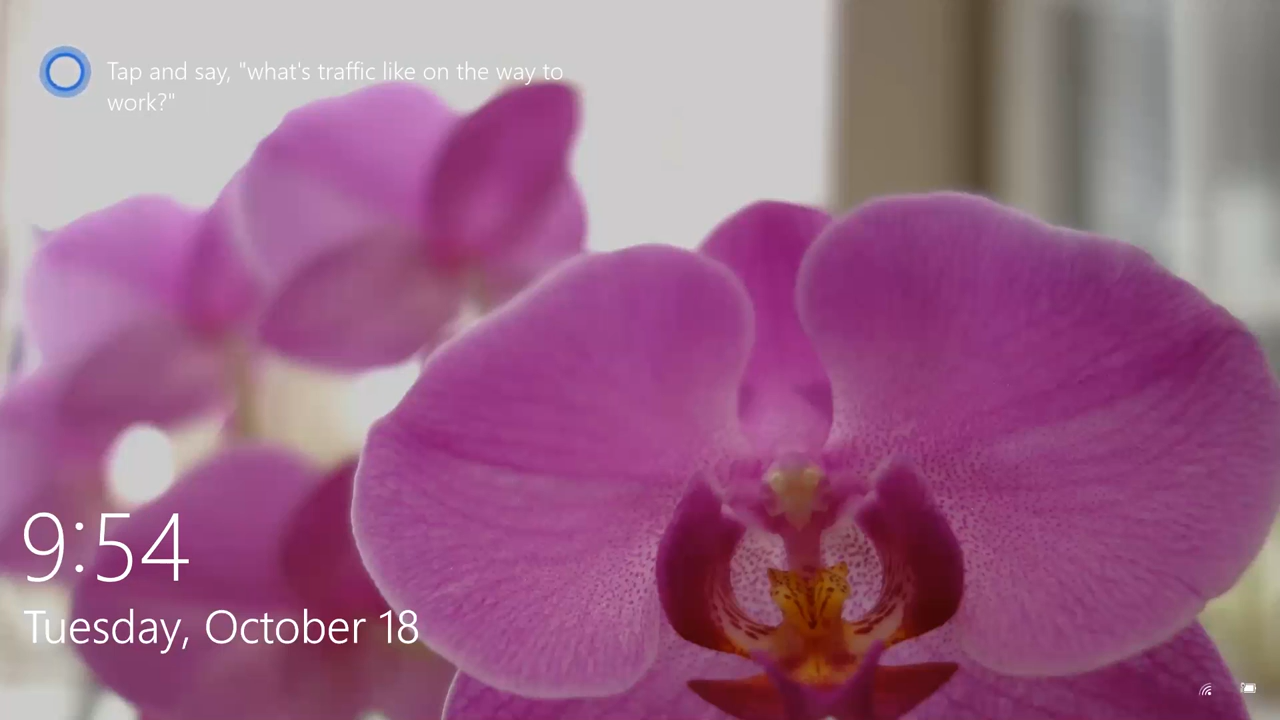 Tap and say, "what's traffic like on the way to
work?"
9:54
Tuesday, October 18